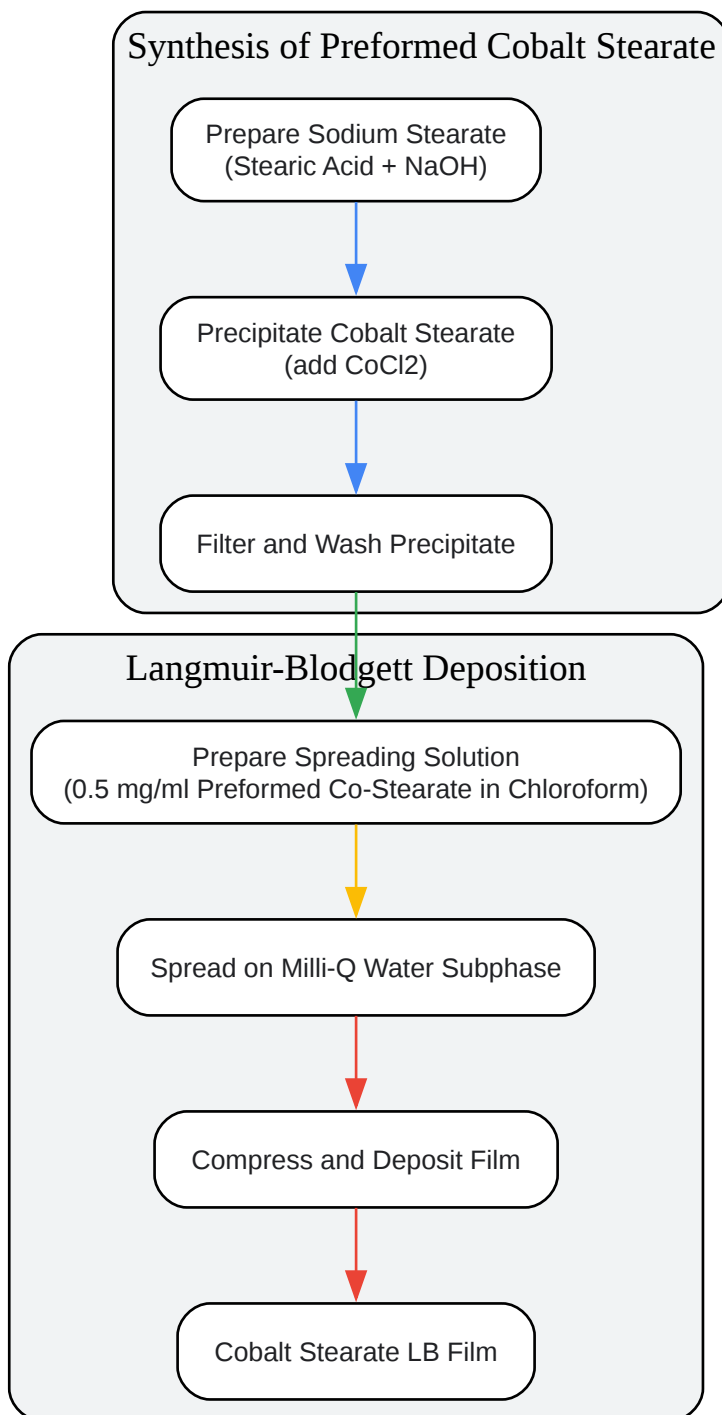 Synthesis of Preformed Cobalt Stearate
Prepare Sodium Stearate
(Stearic Acid + NaOH)
Precipitate Cobalt Stearate
(add CoCl2)
Filter and Wash Precipitate
Langmuir-Blodgett Deposition
Prepare Spreading Solution
(0.5 mg/ml Preformed Co-Stearate in Chloroform)
Spread on Milli-Q Water Subphase
Compress and Deposit Film
Cobalt Stearate LB Film